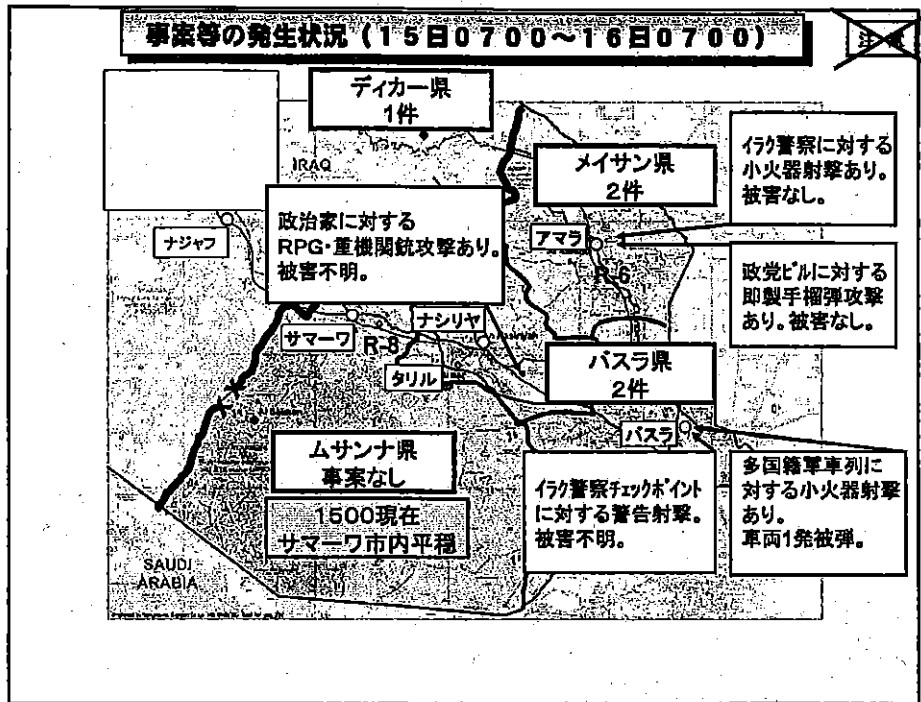 事案等の発生状況（15日0700～16日0700）
ディカー県
1件
IRAQ
メイサン県
2件
イラク警察に対する
小火器射撃あり。
被害なし。
政治家に対する
RPG・重機関銃攻撃あり。
被害不明。
ナジャフ
アマラ
R-6
政党ビルに対する
即製手榴弾攻撃
あり。被害なし。
サマーワ
R-8
ナシリヤ
タリル
バスラ県
2件
バスラ
ムサンナ県
事案なし
1500現在
サマーワ市内平穏
イラク警察チェックポイント
に対する警告射撃。
被害不明。
多国籍軍車列に
対する小火器射撃
あり。
車両1発被弾。
SAUDI
ARABIA